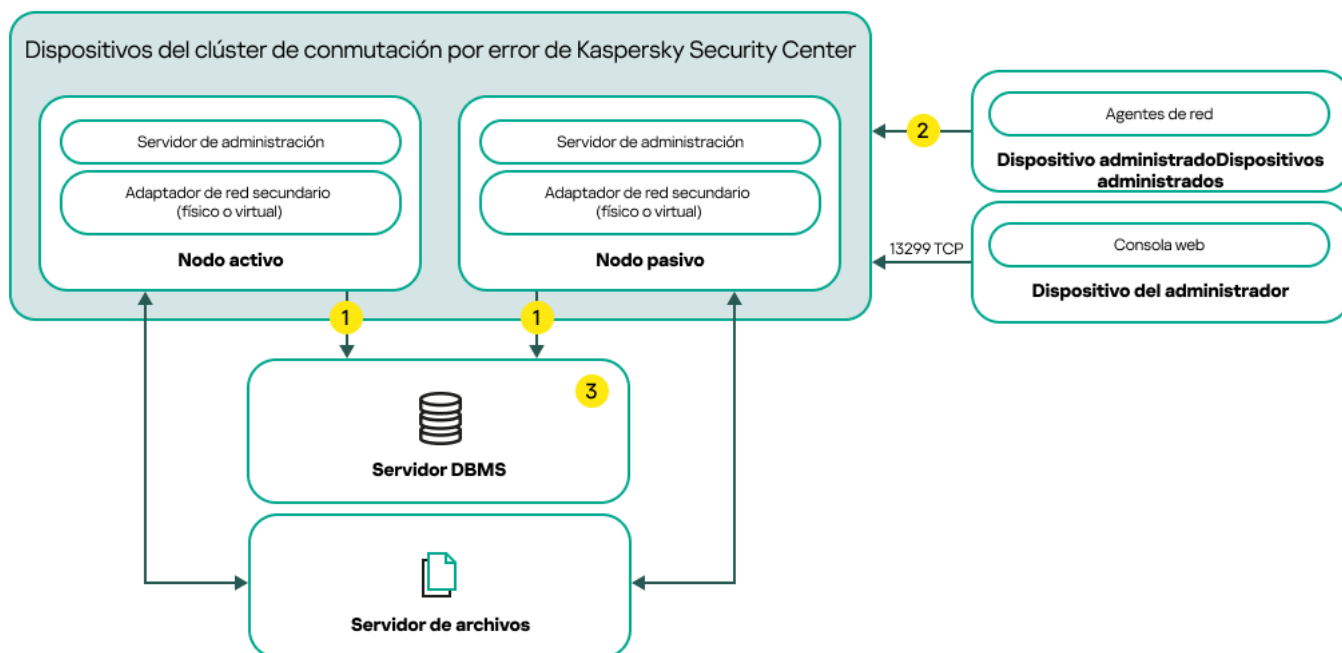 Dispositivos del clúster de conmutación por error de Kaspersky Security Center
Servidor de administración
Adaptador de red secundario
(físico o virtual)
Nodo activo
Servidor de administración
Adaptador de red secundario
(físico o virtual)
Nodo pasivo
2
Agentes de red
Dispositivo administradoDispositivos
administrados
13299 TCP
Consola web
Dispositivo del administrador
1
1
3
Servidor DBMS
Servidor de archivos